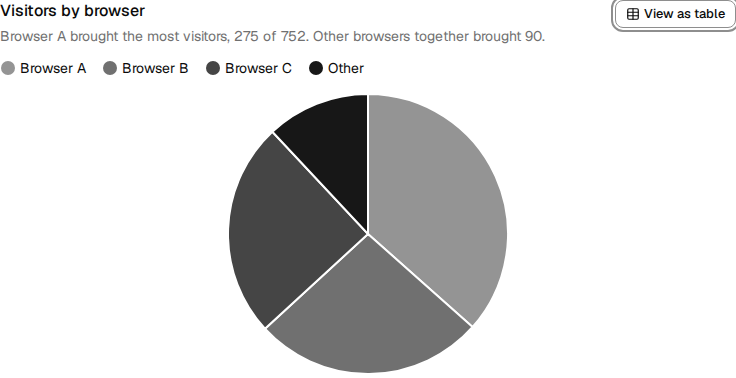 Visitors by browser
View as table
Browser A brought the most visitors, 275 of 752. Other browsers together brought 90.
Browser A
Browser B
Browser C
Other